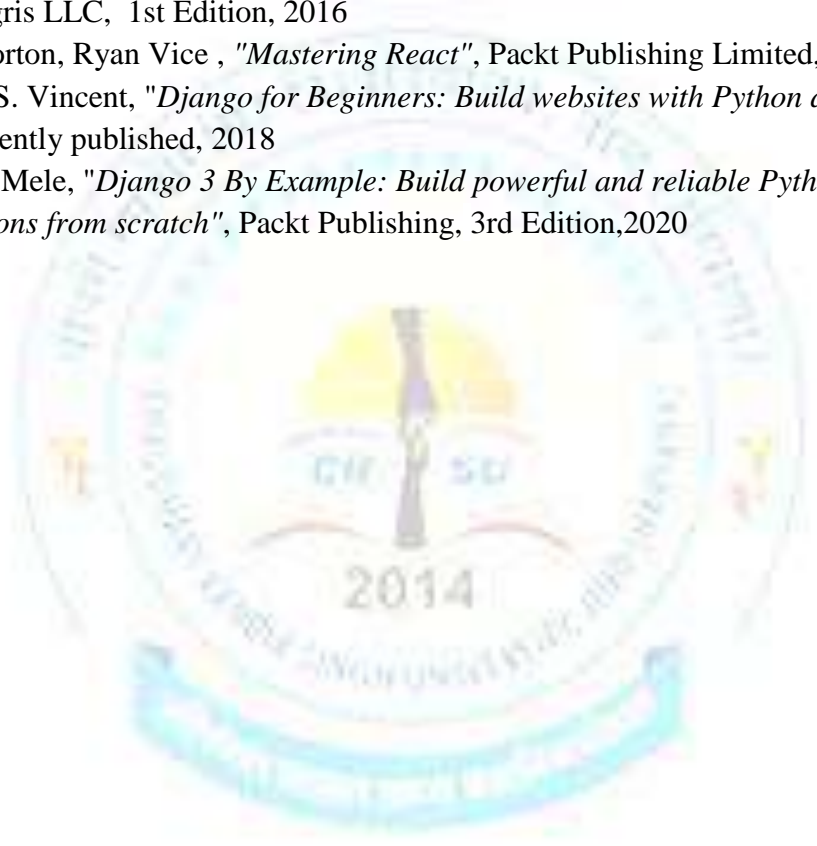 gris LLC, 1st Edition, 2016
orton, Ryan Vice , "Mastering React", Packt Publishing Limited,
S. Vincent, "Django for Beginners: Build websites with Python
ently published, 2018
Mele, "Django 3 By Example: Build powerful and reliable Pyth
ons from scratch", Packt Publishing, 3rd Edition,2020
CH SU
2014